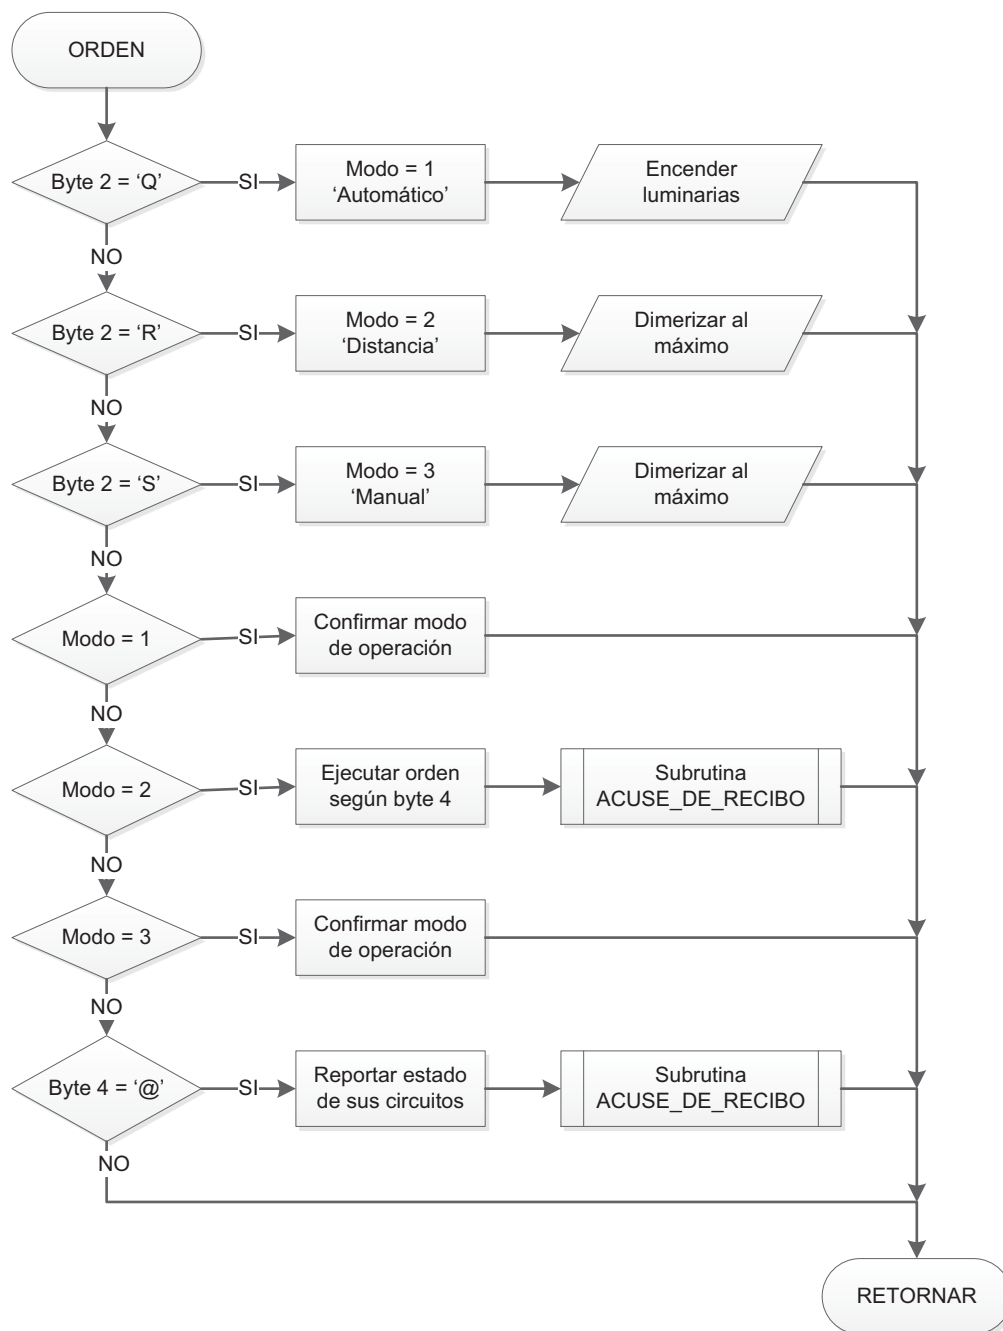 ORDEN
Byte 2 = ‘Q’
SI
Modo = 1
‘Automático’
Encender
luminarias
NO
Byte 2 = ‘R’
SI
Modo = 2
‘Distancia’
Dimerizar al
máximo
NO
Byte 2 = ‘S’
SI
Modo = 3
‘Manual’
Dimerizar al
máximo
NO
Modo = 1
SI
Confirmar modo
de operación
NO
Modo = 2
SI
Ejecutar orden
según byte 4
Subrutina
ACUSE_DE_RECIBO
NO
Modo = 3
SI
Confirmar modo
de operación
NO
Byte 4 = ‘@’
SI
Reportar estado
de sus circuitos
Subrutina
ACUSE_DE_RECIBO
NO
RETORNAR